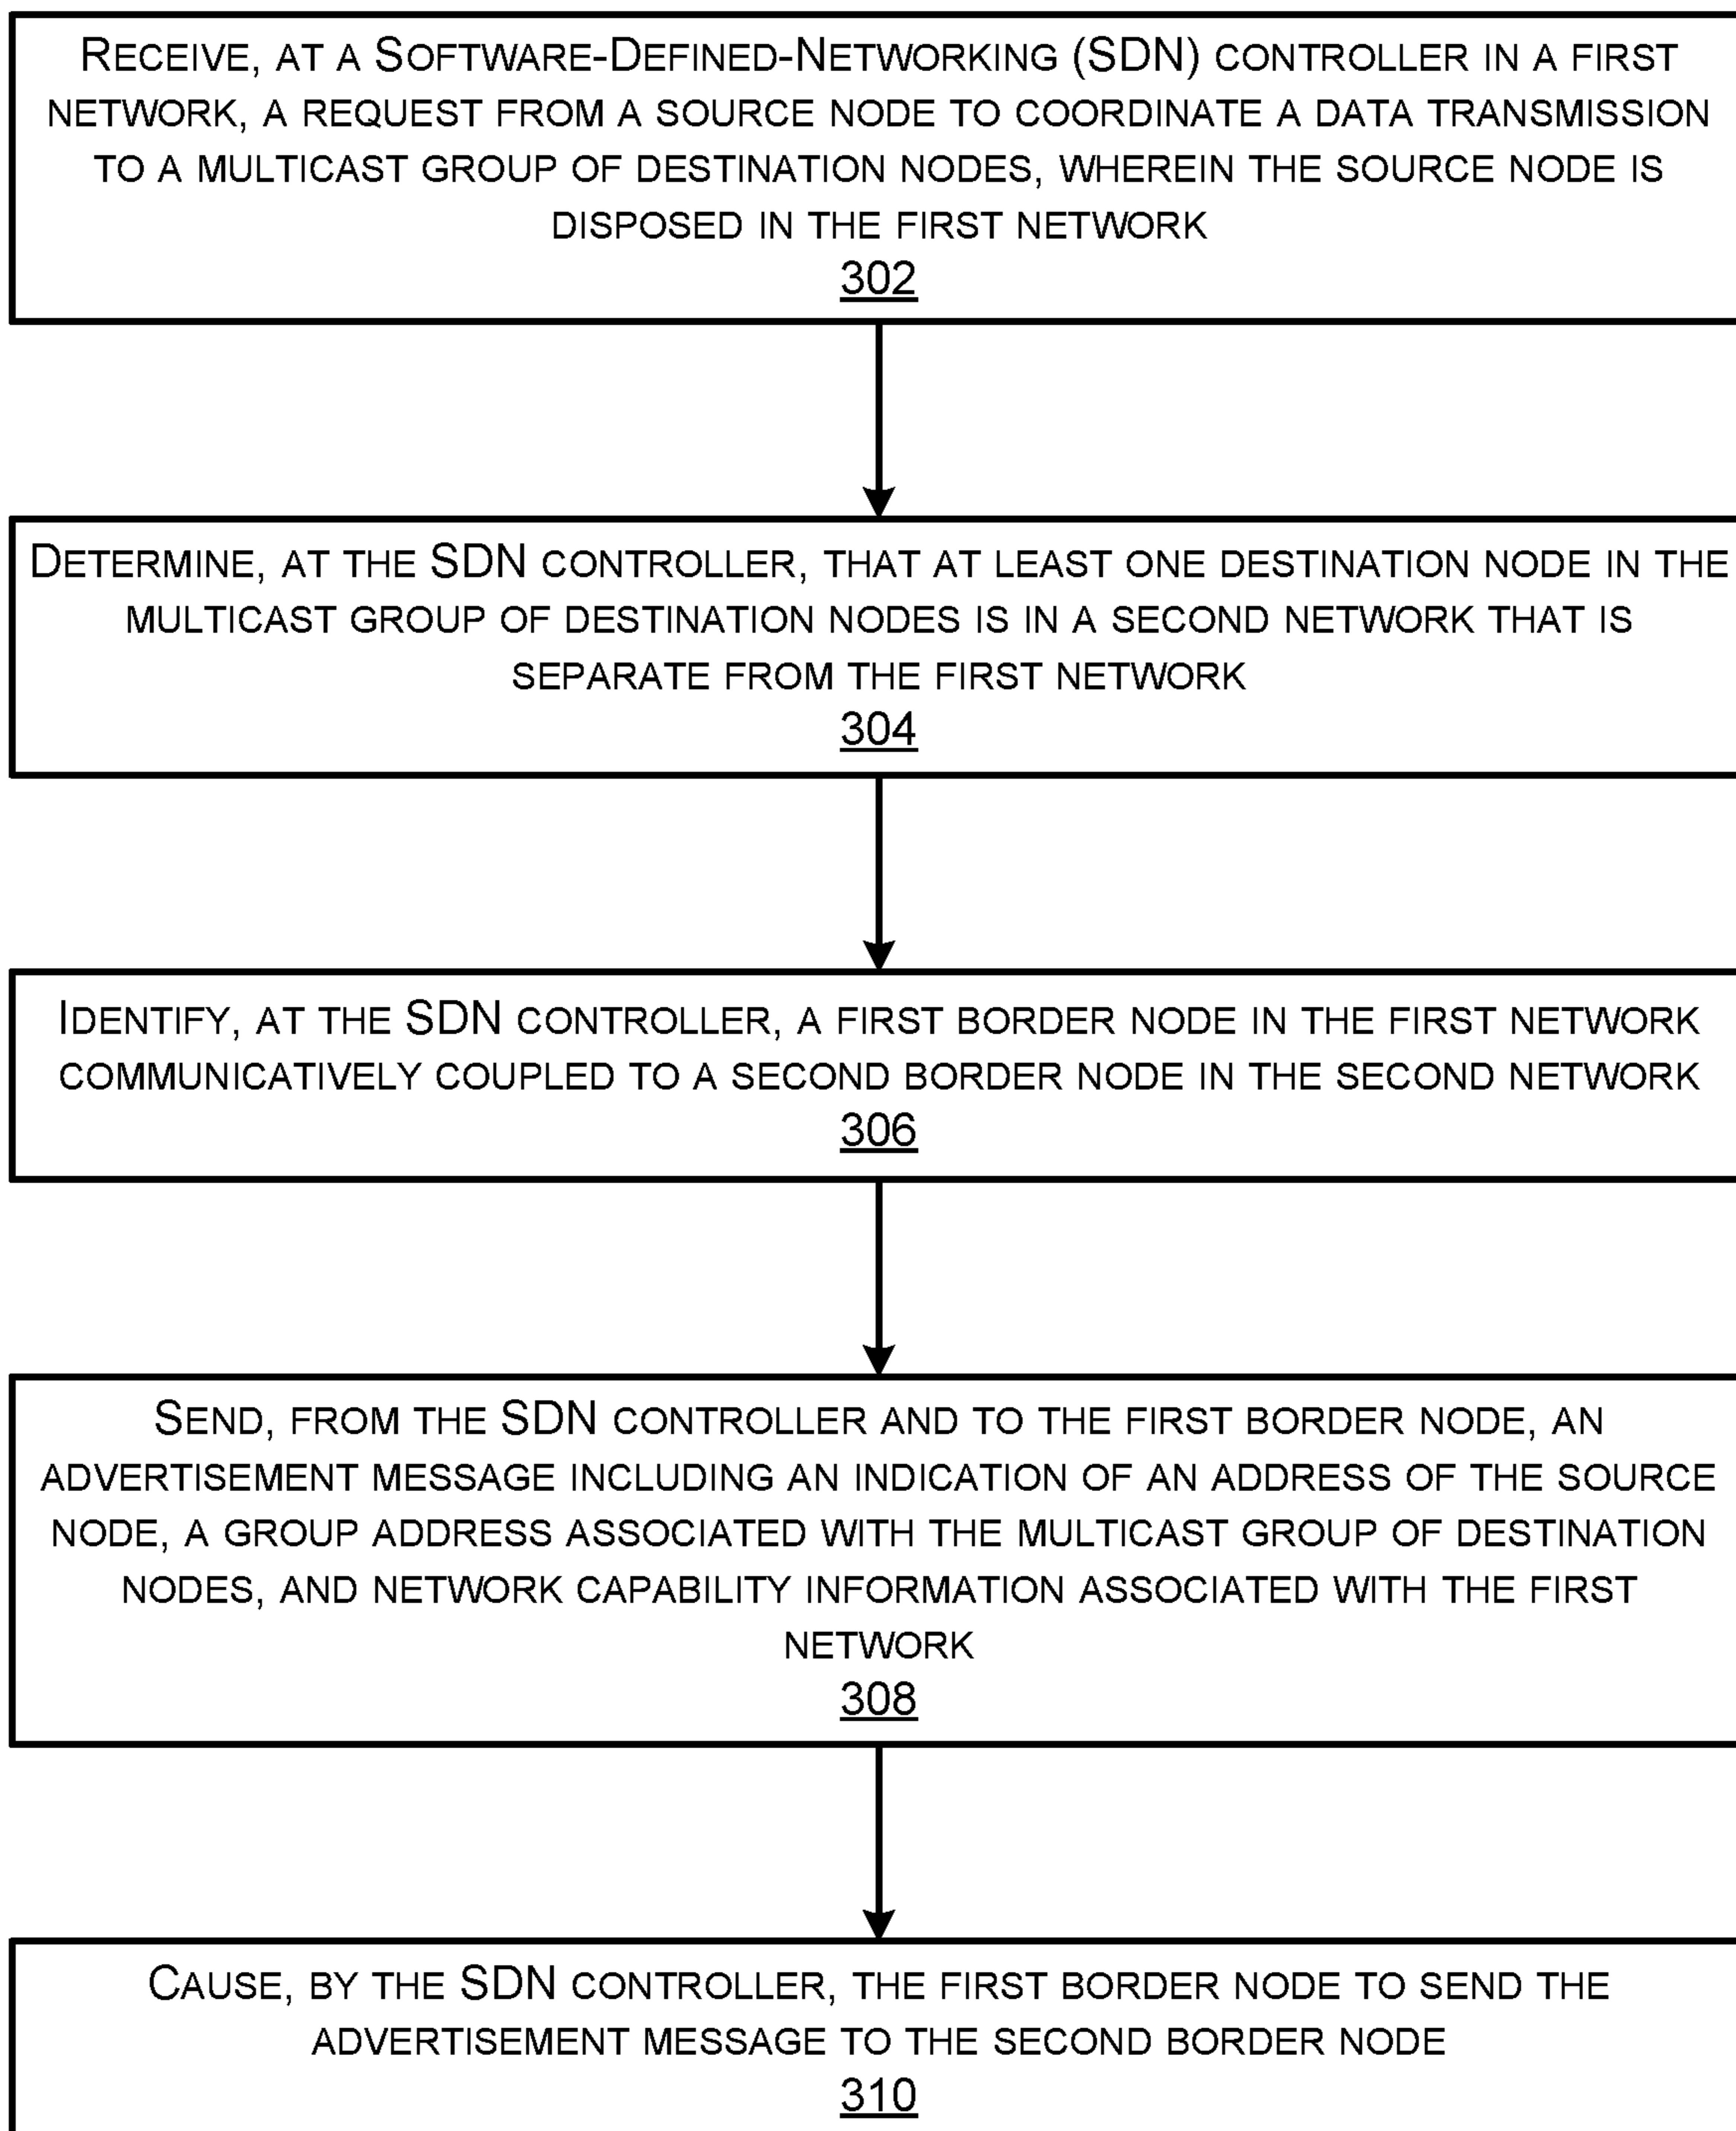 RECEIVE, AT A SOFTWARE-DEFINED-NETWORKING (SDN) CONTROLLER IN A FIRST
NETWORK, A REQUEST FROM A SOURCE NODE TO COORDINATE A DATA TRANSMISSION
TO A MULTICAST GROUP OF DESTINATION NODES, WHEREIN THE SOURCE NODE IS
DISPOSED IN THE FIRST NETWORK
302
DETERMINE, AT THE SDN CONTROLLER, THAT AT LEAST ONE DESTINATION NODE IN THE
MULTICAST GROUP OF DESTINATION NODES IS IN A SECOND NETWORK THAT IS
SEPARATE FROM THE FIRST NETWORK
304
IDENTIFY, AT THE SDN CONTROLLER, A FIRST BORDER NODE IN THE FIRST NETWORK
COMMUNICATIVELY COUPLED TO A SECOND BORDER NODE IN THE SECOND NETWORK
306
SEND, FROM THE SDN CONTROLLER AND TO THE FIRST BORDER NODE, AN
ADVERTISEMENT MESSAGE INCLUDING AN INDICATION OF AN ADDRESS OF THE SOURCE
NODE, A GROUP ADDRESS ASSOCIATED WITH THE MULTICAST GROUP OF DESTINATION
NODES, AND NETWORK CAPABILITY INFORMATION ASSOCIATED WITH THE FIRST
NETWORK
308
CAUSE, BY THE SDN CONTROLLER, THE FIRST BORDER NODE TO SEND THE
ADVERTISEMENT MESSAGE TO THE SECOND BORDER NODE
310